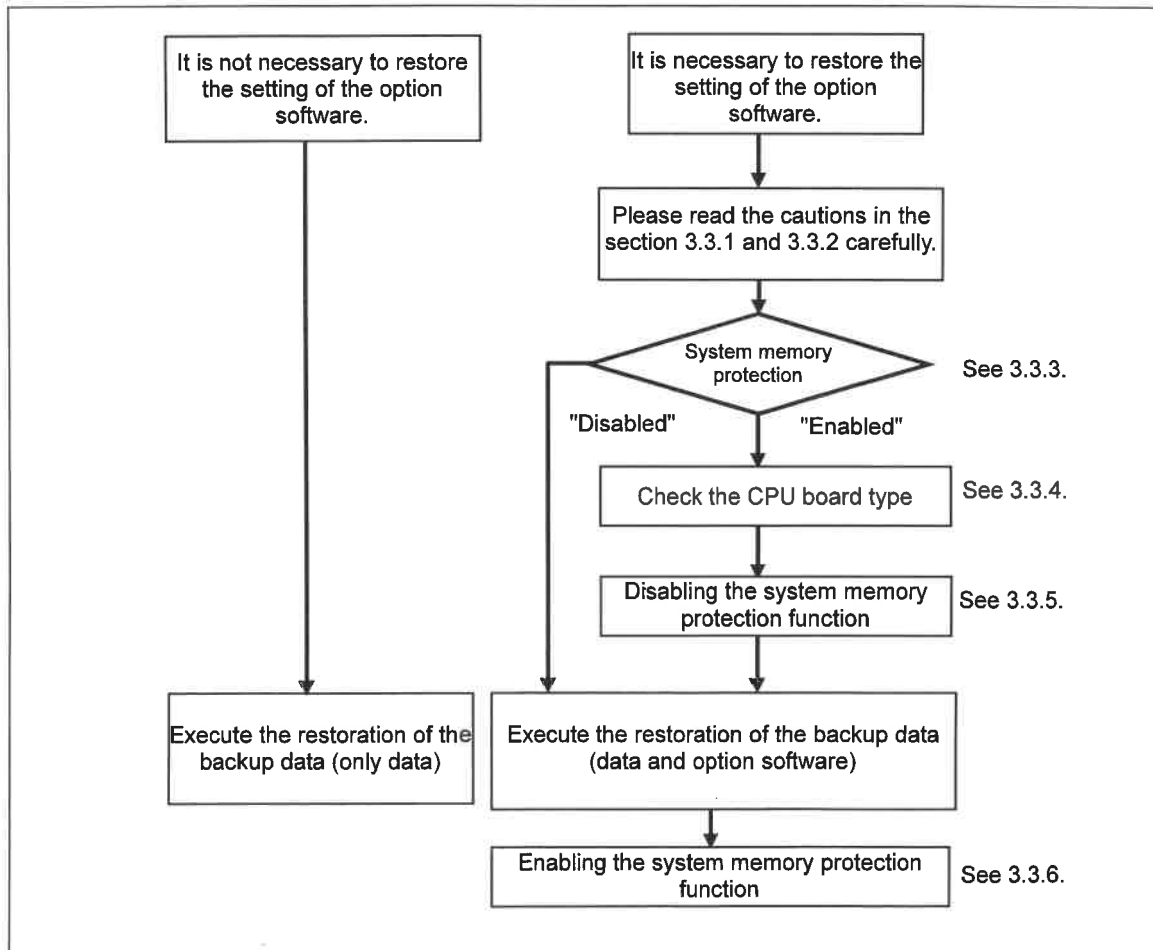 It is not necessary to restore
the setting of the option
software.
It is necessary to restore the
setting of the option
software.
Please read the cautions in the
section 3.3.1 and 3.3.2 carefully.
System memory
protection
See 3.3.3.
"Disabled"
"Enabled"
Check the CPU board type
See 3.3.4.
Disabling the system memory
protection function
See 3.3.5.
Execute the restoration of the
backup data (only data)
Execute the restoration of the backup data
(data and option software)
Enabling the system memory protection
function
See 3.3.6.